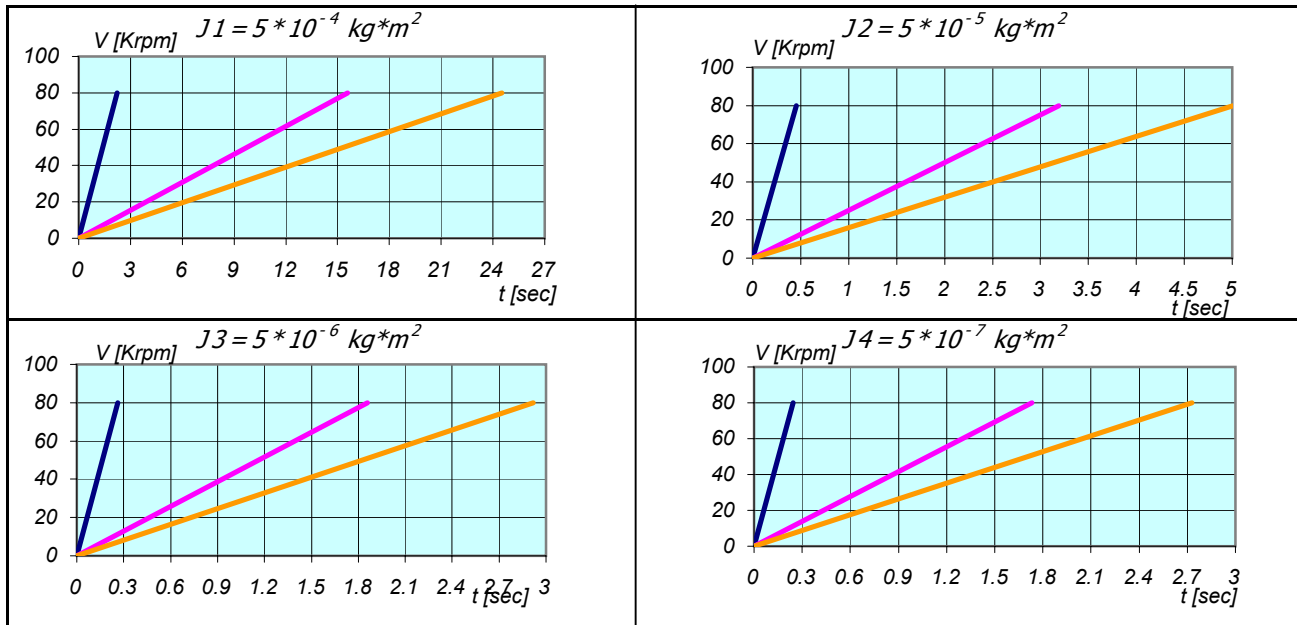 J1 = 5 * 10⁻⁴ kg*m²
V [Krpm]
100
80
60
40
20
0
0 3 6 9 12 15 18 21 24 27
t [sec]
J2 = 5 * 10⁻⁵ kg*m²
V [Krpm]
100
80
60
40
20
0
0 0.5 1 1.5 2 2.5 3 3.5 4 4.5 5
t [sec]
J3 = 5 * 10⁻⁶ kg*m²
V [Krpm]
100
80
60
40
20
0
0 0.3 0.6 0.9 1.2 1.5 1.8 2.1 2.4 2.7 3
t [sec]
J4 = 5 * 10⁻⁷ kg*m²
V [Krpm]
100
80
60
40
20
0
0 0.3 0.6 0.9 1.2 1.5 1.8 2.1 2.4 2.7 3
t [sec]